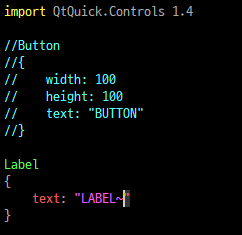 import QtQuick.Controls 1.4
//Button
//{
//    width: 100
//    height: 100
//    text: "BUTTON"
//}
Label
{
    text: "LABEL~"
}